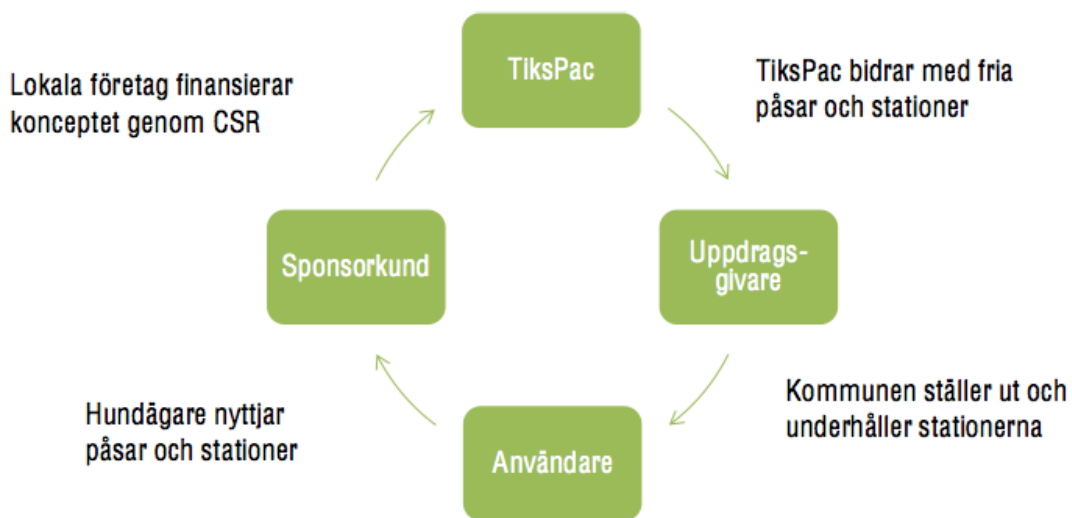 TiksPac
TiksPac bidrar med fria
påsar och stationer
Uppdrags-
givare
Kommunen ställer ut och
underhåller stationerna
Användare
Hundägare nyttjar
påsar och stationer
Sponsorkund
Lokala företag finansierar
konceptet genom CSR